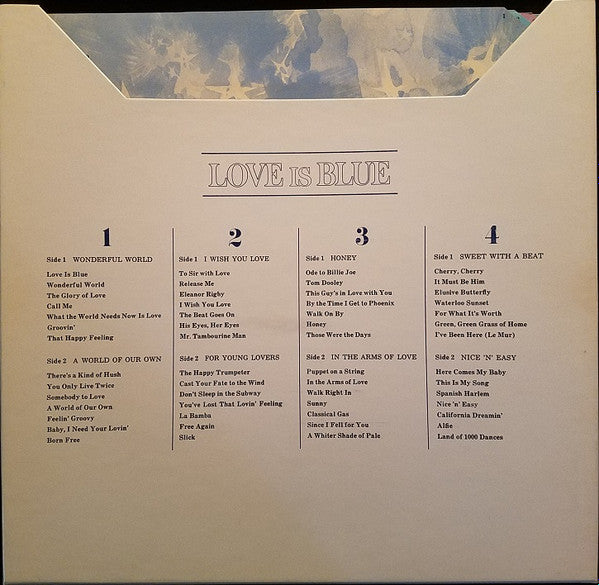 LOVE IS BLUE
1
Side 1 WONDERFUL WORLD
Love Is Blue
Wonderful World
The Glory of Love
Call Me
What the World Needs Now Is Love
Groovin'
That Happy Feeling
Side 2 A WORLD OF OUR OWN
There's a Kind of Hush
You Only Live Twice
Somebody to Love
A World of Our Own
Feelin' Groovy
Baby, I Need Your Lovin'
Born Free
2
Side 1 I WISH YOU LOVE
To Sir with Love
Release Me
Eleanor Rigby
I Wish You Love
The Beat Goes On
His Eyes, Her Eyes
Mr. Tambourine Man
Side 2 FOR YOUNG LOVERS
The Happy Trumpeter
Cast Your Fate to the Wind
Don't Sleep in the Subway
You've Lost That Lovin' Feeling
La Bamba
Free Again
Slick
3
Side 1 HONEY
Ode to Billie Joe
Tom Dooley
This Guy's in Love with You
By the Time I Get to Phoenix
Walk On By
Honey
Those Were the Days
Side 2 IN THE ARMS OF LOVE
Puppet on a String
In the Arms of Love
Walk Right In
Sunny
Classical Gas
Since I Fell for You
A Whiter Shade of Pale
4
Side 1 SWEET WITH A BEAT
Cherry, Cherry
It Must Be Him
Elusive Butterfly
Waterloo Sunset
For What It's Worth
Green, Green Grass of Home
I've Been Here (Le Mur)
Side 2 NICE 'N' EASY
Here Comes My Baby
This Is My Song
Spanish Harlem
Nice 'n' Easy
California Dreamin'
Alfie
Land of 1000 Dances